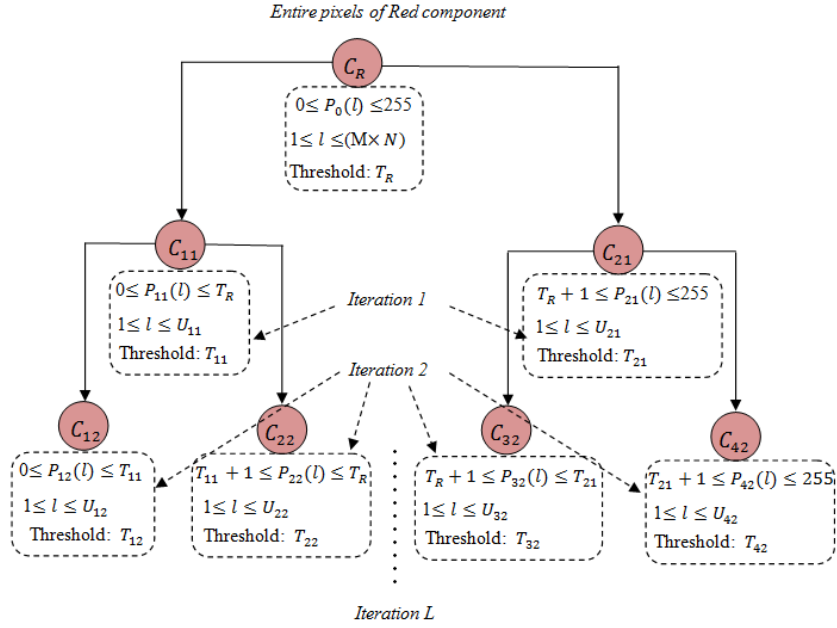 Entire pixels of Red component
C_R
0≤ P_0(l) ≤255
1≤ l ≤(M× N)
Threshold: T_R
C_11
0≤ P_11(l) ≤ T_R
1≤ l ≤ U_11
Threshold: T_11
Iteration 1
C_21
T_R + 1 ≤ P_21(l) ≤255
1≤ l ≤ U_21
Threshold: T_21
Iteration 2
C_12
0≤ P_12(l) ≤ T_11
1≤ l ≤ U_12
Threshold: T_12
C_22
T_11 + 1 ≤ P_22(l) ≤ T_R
1≤ l ≤ U_22
Threshold: T_22
C_32
T_R + 1 ≤ P_32(l) ≤ T_21
1≤ l ≤ U_32
Threshold: T_32
C_42
T_21 + 1 ≤ P_42(l) ≤ 255
1≤ l ≤ U_42
Threshold: T_42
Iteration L